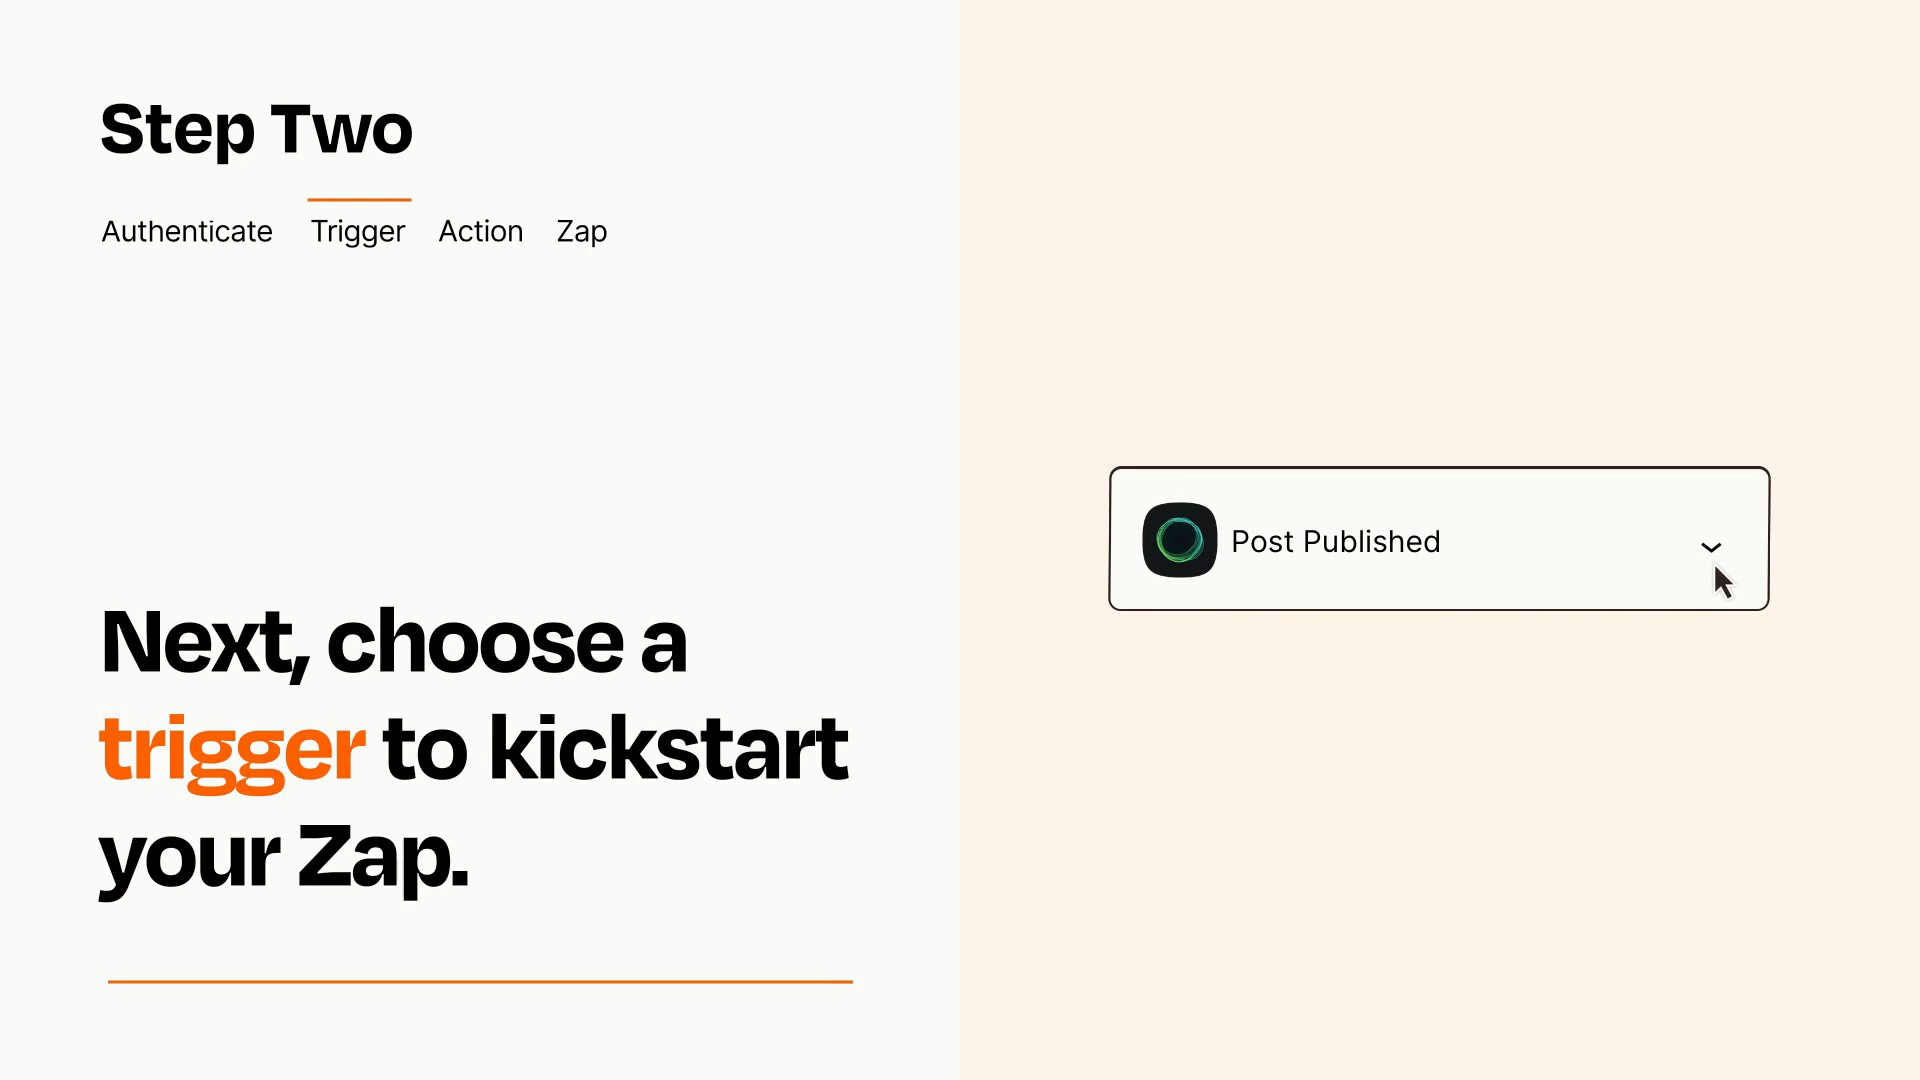 Step Two
Authenticate Trigger Action Zap
Next, choose a
trigger to kickstart
your Zap.
Post Published